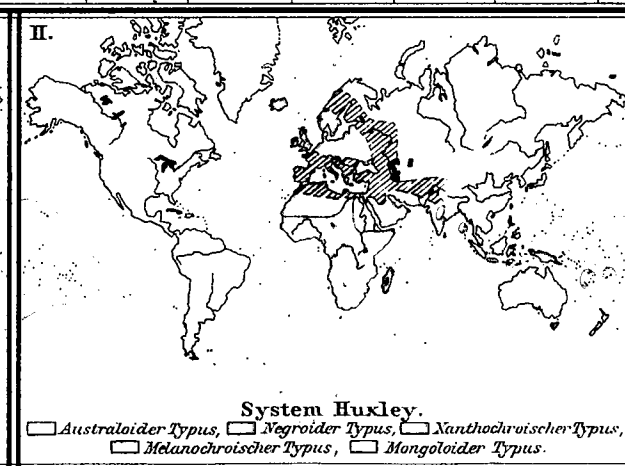 II.
System Huxley.
Australoider Typus, Negroider Typus, Xanthochroischer Typus,
Melanochroischer Typus, Mongoloider Typus.